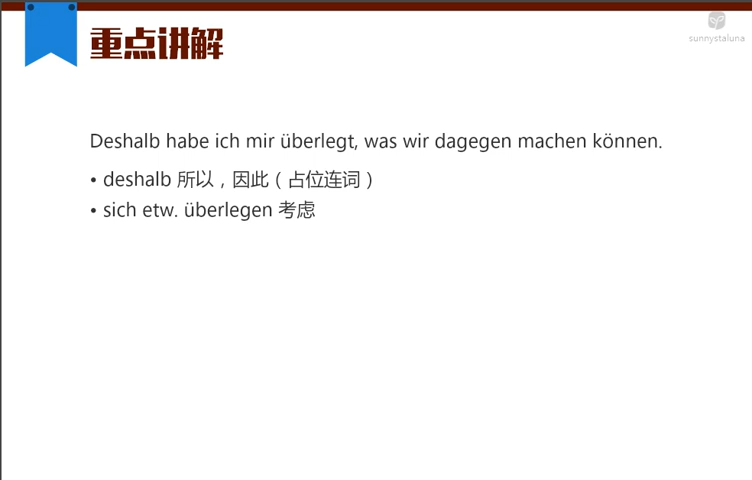 sunnystaluna
重点讲解
Deshalb habe ich mir überlegt, was wir dagegen machen können.
• deshalb 所以，因此（占位连词）
• sich etw. überlegen 考虑